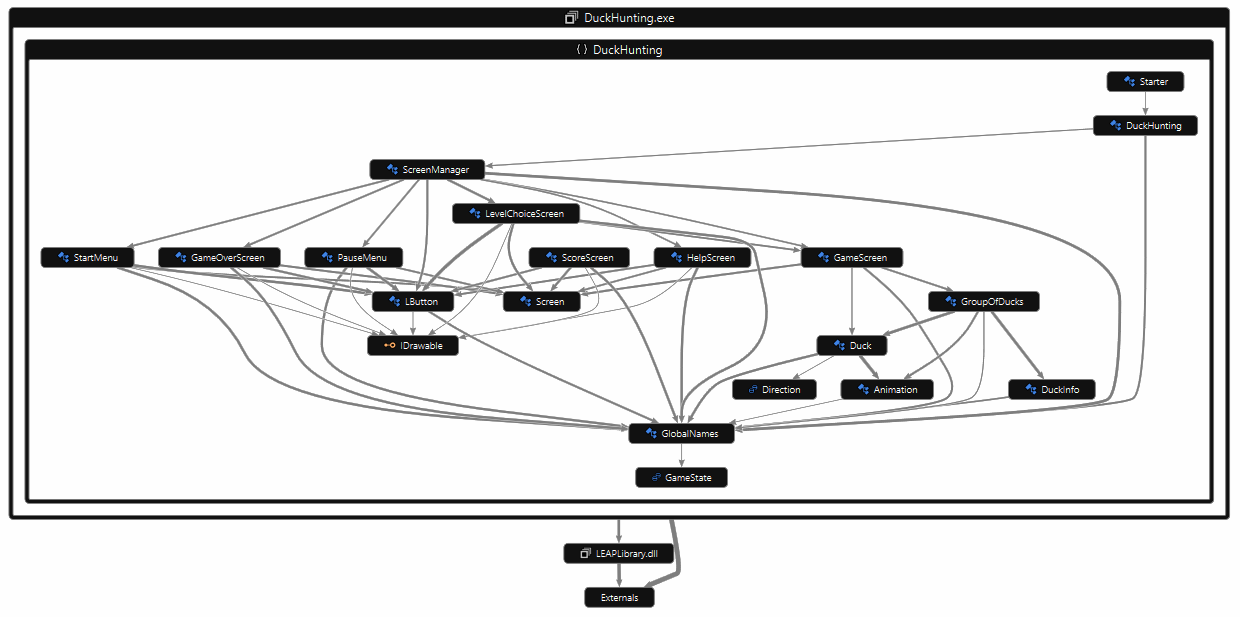 DuckHunting.exe
{ } DuckHunting
Starter
DuckHunting
ScreenManager
LevelChoiceScreen
StartMenu
GameOverScreen
PauseMenu
ScoreScreen
HelpScreen
GameScreen
LButton
Screen
GroupOfDucks
IDrawable
Duck
Direction
Animation
DuckInfo
GlobalNames
GameState
LEAPLibrary.dll
Externals